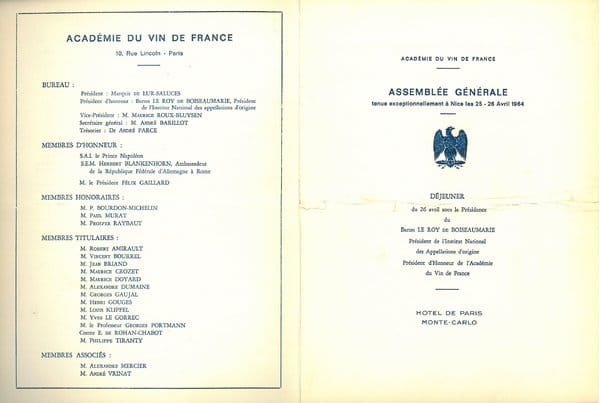 ACADÉMIE DU VIN DE FRANCE
10, Rue Lincoln - Paris
BUREAU :
Président : Marquis de LUR-SALUCES
Président d'honneur : Baron LE ROY DE BOISEAUMARIE, Président
de l'Institut National des appellations d'origine
Vice-Président : M. MAURICE ROUX-BLUYSEN
Secrétaire général : M. ANDRÉ BARILLOT
Trésorier : Dr ANDRÉ PARCE
MEMBRES D'HONNEUR :
S.A.I. le Prince Napoléon
S.E.M. HERBERT BLANKENHORN, Ambassadeur
de la République Fédérale d'Allemagne à Rome
M. le Président FÉLIX GAILLARD
MEMBRES HONORAIRES :
M. P. BOURDON-MICHELIN
M. PAUL MURAT
M. PROSPER RAYBAUT
MEMBRES TITULAIRES :
M. ROBERT AMIRAULT
M. VINCENT BOURREL
M. JEAN BRIAND
M. MAURICE CROZET
M. MAURICE DOYARD
M. ALEXANDRE DUMAINE
M. GEORGES GAUJAL
M. HENRI GOUGES
M. LOUIS KLIPFEL
M. YVES LE GORREC
M. le Professeur GEORGES PORTMANN
Comte E. DE ROHAN-CHABOT
M. PHILIPPE TIRANTY
MEMBRES ASSOCIÉS :
M. ALEXANDRE MERCIER
M. ANDRÉ VRINAT
ACADÉMIE DU VIN DE FRANCE
ASSEMBLÉE GÉNÉRALE
tenue exceptionnellement à Nice les 25 - 26 Avril 1964
DÉJEUNER
du 26 avril sous la Présidence
du
Baron LE ROY DE BOISEAUMARIE
Président de l'Institut National
des Appellations d'origine
Président d'Honneur de l'Académie
du Vin de France
HOTEL DE PARIS
MONTE-CARLO